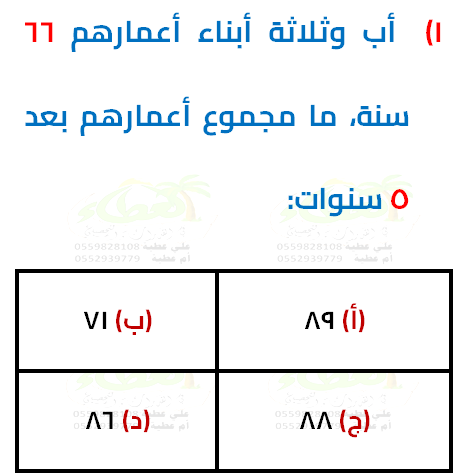 ١) أب وثلاثة أبناء أعمارهم ٦٦
سنة، ما مجموع أعمارهم بعد
٥ سنوات:
علي عطية 0559828108
أم عطية 0552939779
علي عطية 0559828108
أم عطية 0552939779
(أ) ٨٩
(ب) ٧١
(ج) ٨٨
(د) ٨٦